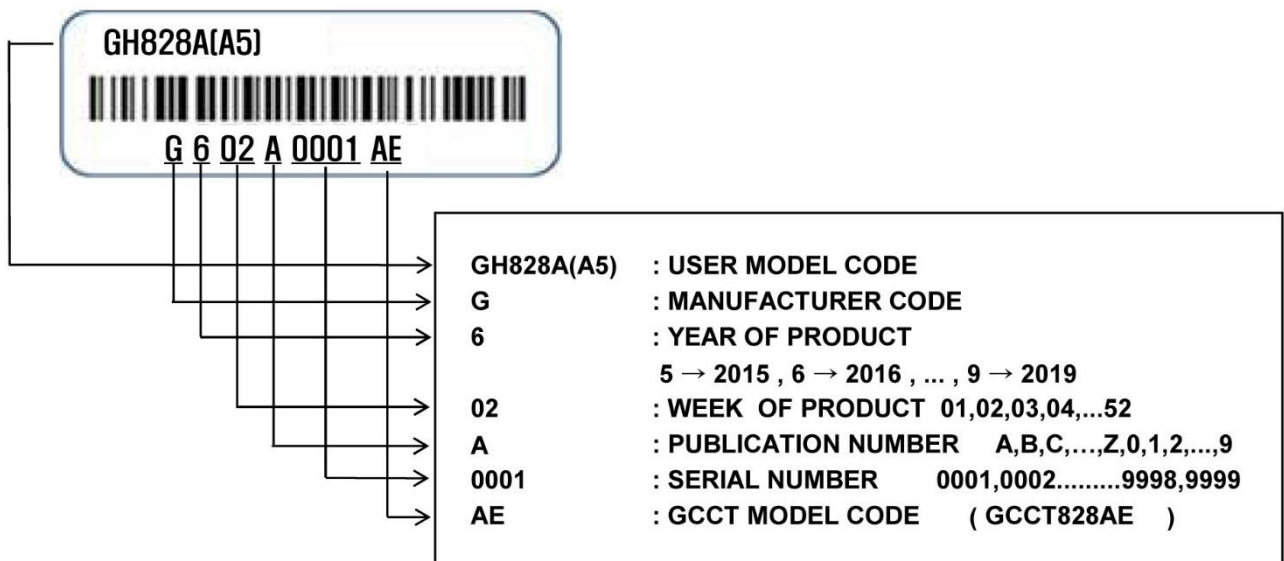 GH828A(A5)
G 6 02 A 0001 AE
GH828A(A5) : USER MODEL CODE
G : MANUFACTURER CODE
6 : YEAR OF PRODUCT
5 → 2015 , 6 → 2016 , ... , 9 → 2019
02 : WEEK OF PRODUCT 01,02,03,04,...52
A : PUBLICATION NUMBER A,B,C,...,Z,0,1,2,...,9
0001 : SERIAL NUMBER 0001,0002.........9998,9999
AE : GCCT MODEL CODE ( GCCT828AE )